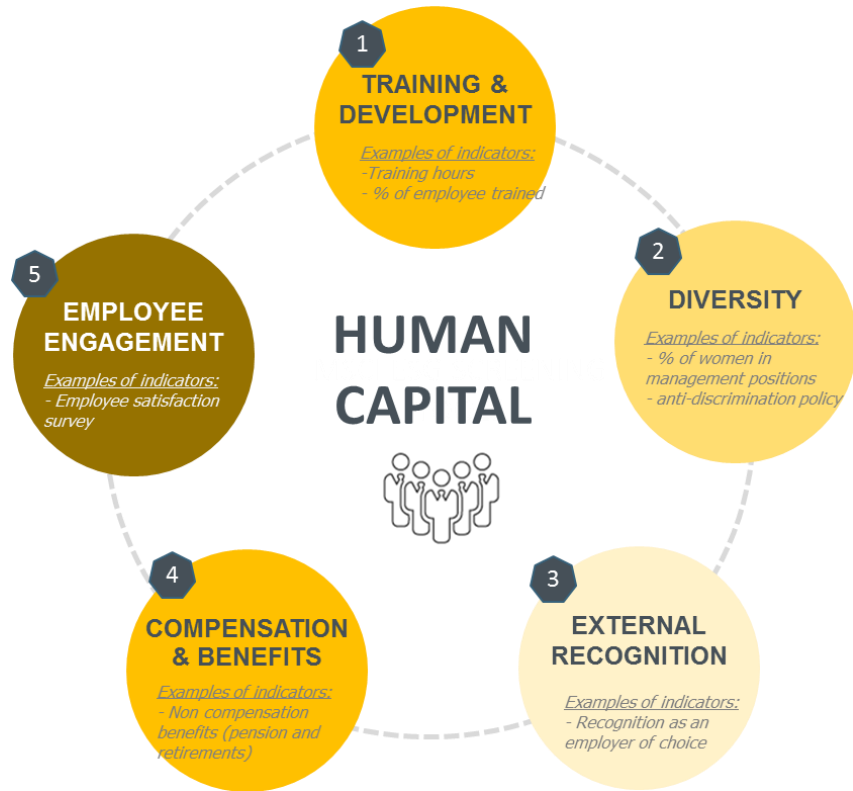 1
TRAINING &
DEVELOPMENT
Examples of indicators:
-Training hours
- % of employee trained
2
DIVERSITY
Examples of indicators:
- % of women in
management positions
- anti-discrimination policy
5
EMPLOYEE
ENGAGEMENT
Examples of indicators:
- Employee satisfaction
survey
HUMAN
CAPITAL
4
COMPENSATION
& BENEFITS
Examples of indicators:
- Non compensation
benefits (pension and
retirements)
3
EXTERNAL
RECOGNITION
Examples of indicators:
- Recognition as an
employer of choice